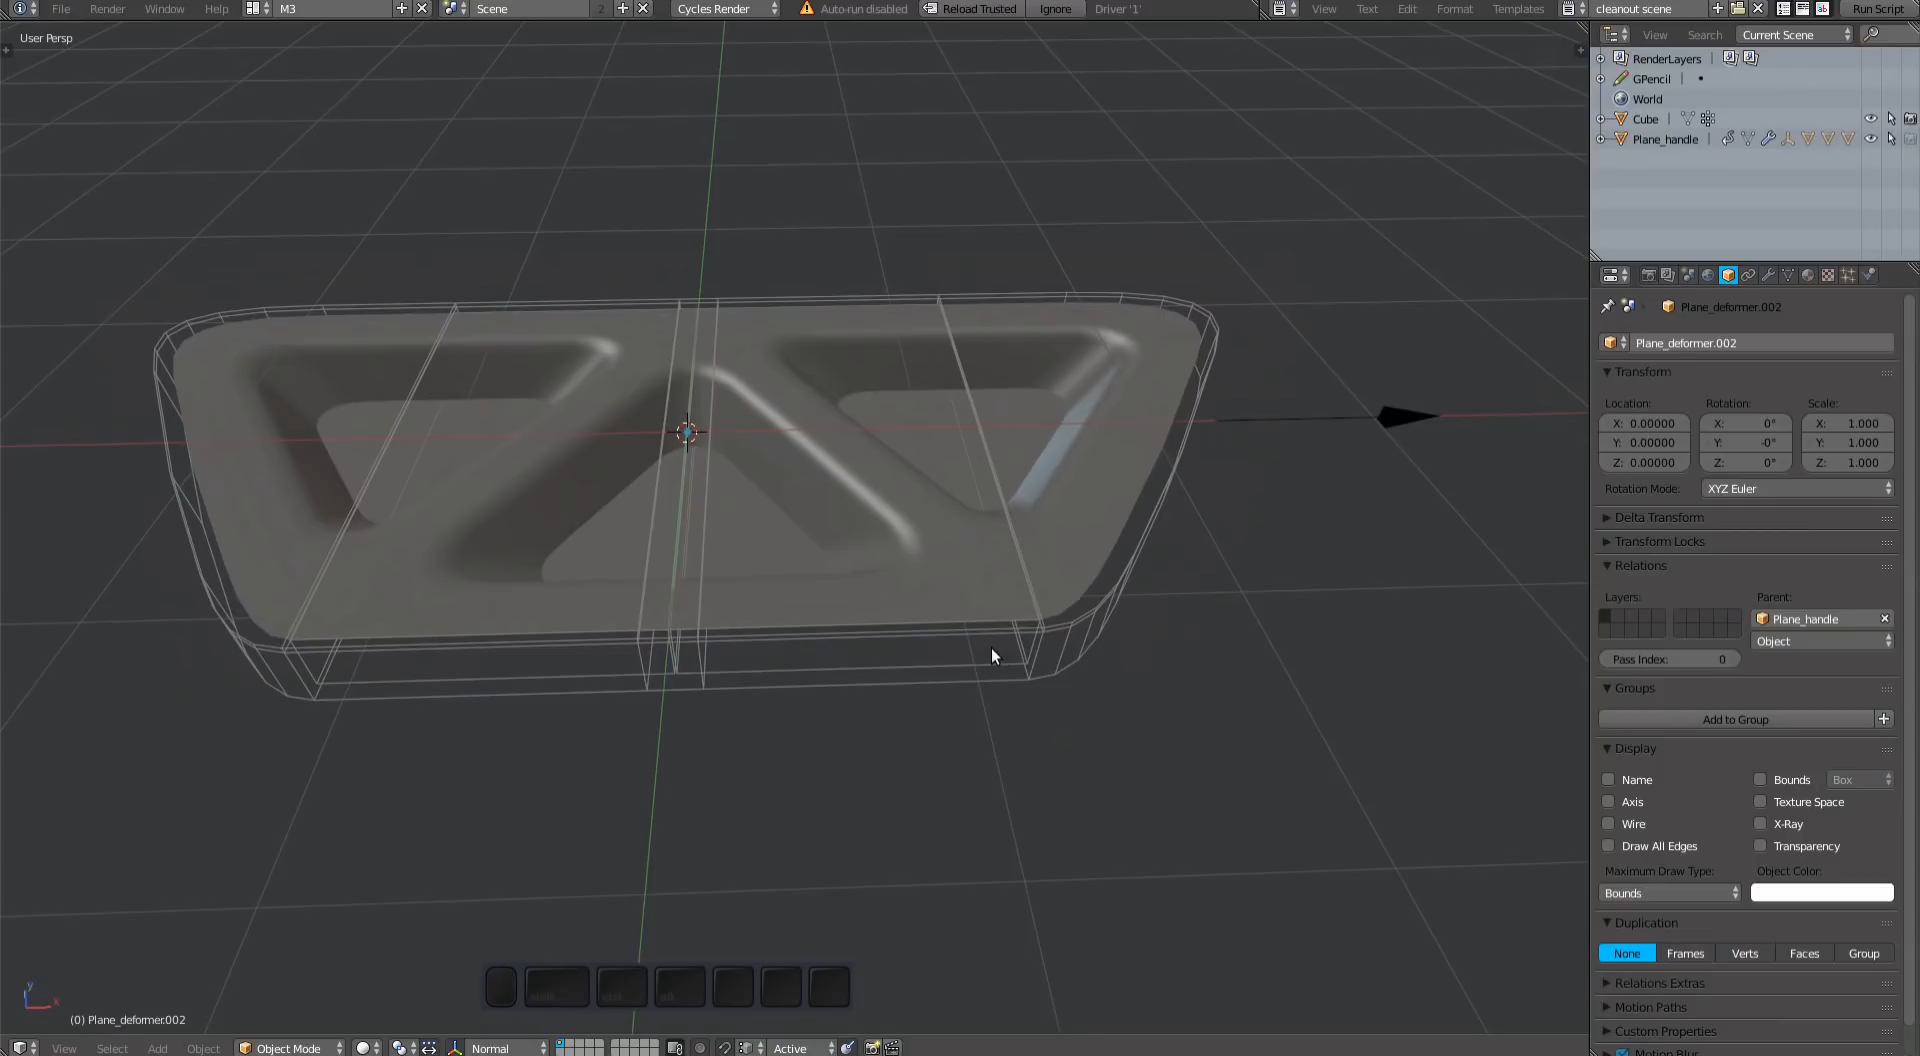 File Render Window Help M3 Scene 2 Cycles Render Auto-run disabled Reload Trusted Ignore Driver '1' View Text Edit Format Templates cleanout scene Run Script
User Persp
View Search Current Scene
RenderLayers
GPencil
World
Cube
Plane_handle
Plane_deformer.002
Plane_deformer.002
Transform
Location: Rotation: Scale:
X: 0.00000 X: 0° X: 1.000
Y: 0.00000 Y: -0° Y: 1.000
Z: 0.00000 Z: 0° Z: 1.000
Rotation Mode: XYZ Euler
Delta Transform
Transform Locks
Relations
Layers: Parent:
Plane_handle
Object
Pass Index: 0
Groups
Add to Group
Display
Name Bounds Box
Axis Texture Space
Wire X-Ray
Draw All Edges Transparency
Maximum Draw Type: Object Color:
Bounds
Duplication
None Frames Verts Faces Group
Relations Extras
Motion Paths
Custom Properties
Motion Blur
y
x
(0) Plane_deformer.002
View Select Add Object Object Mode Normal Active